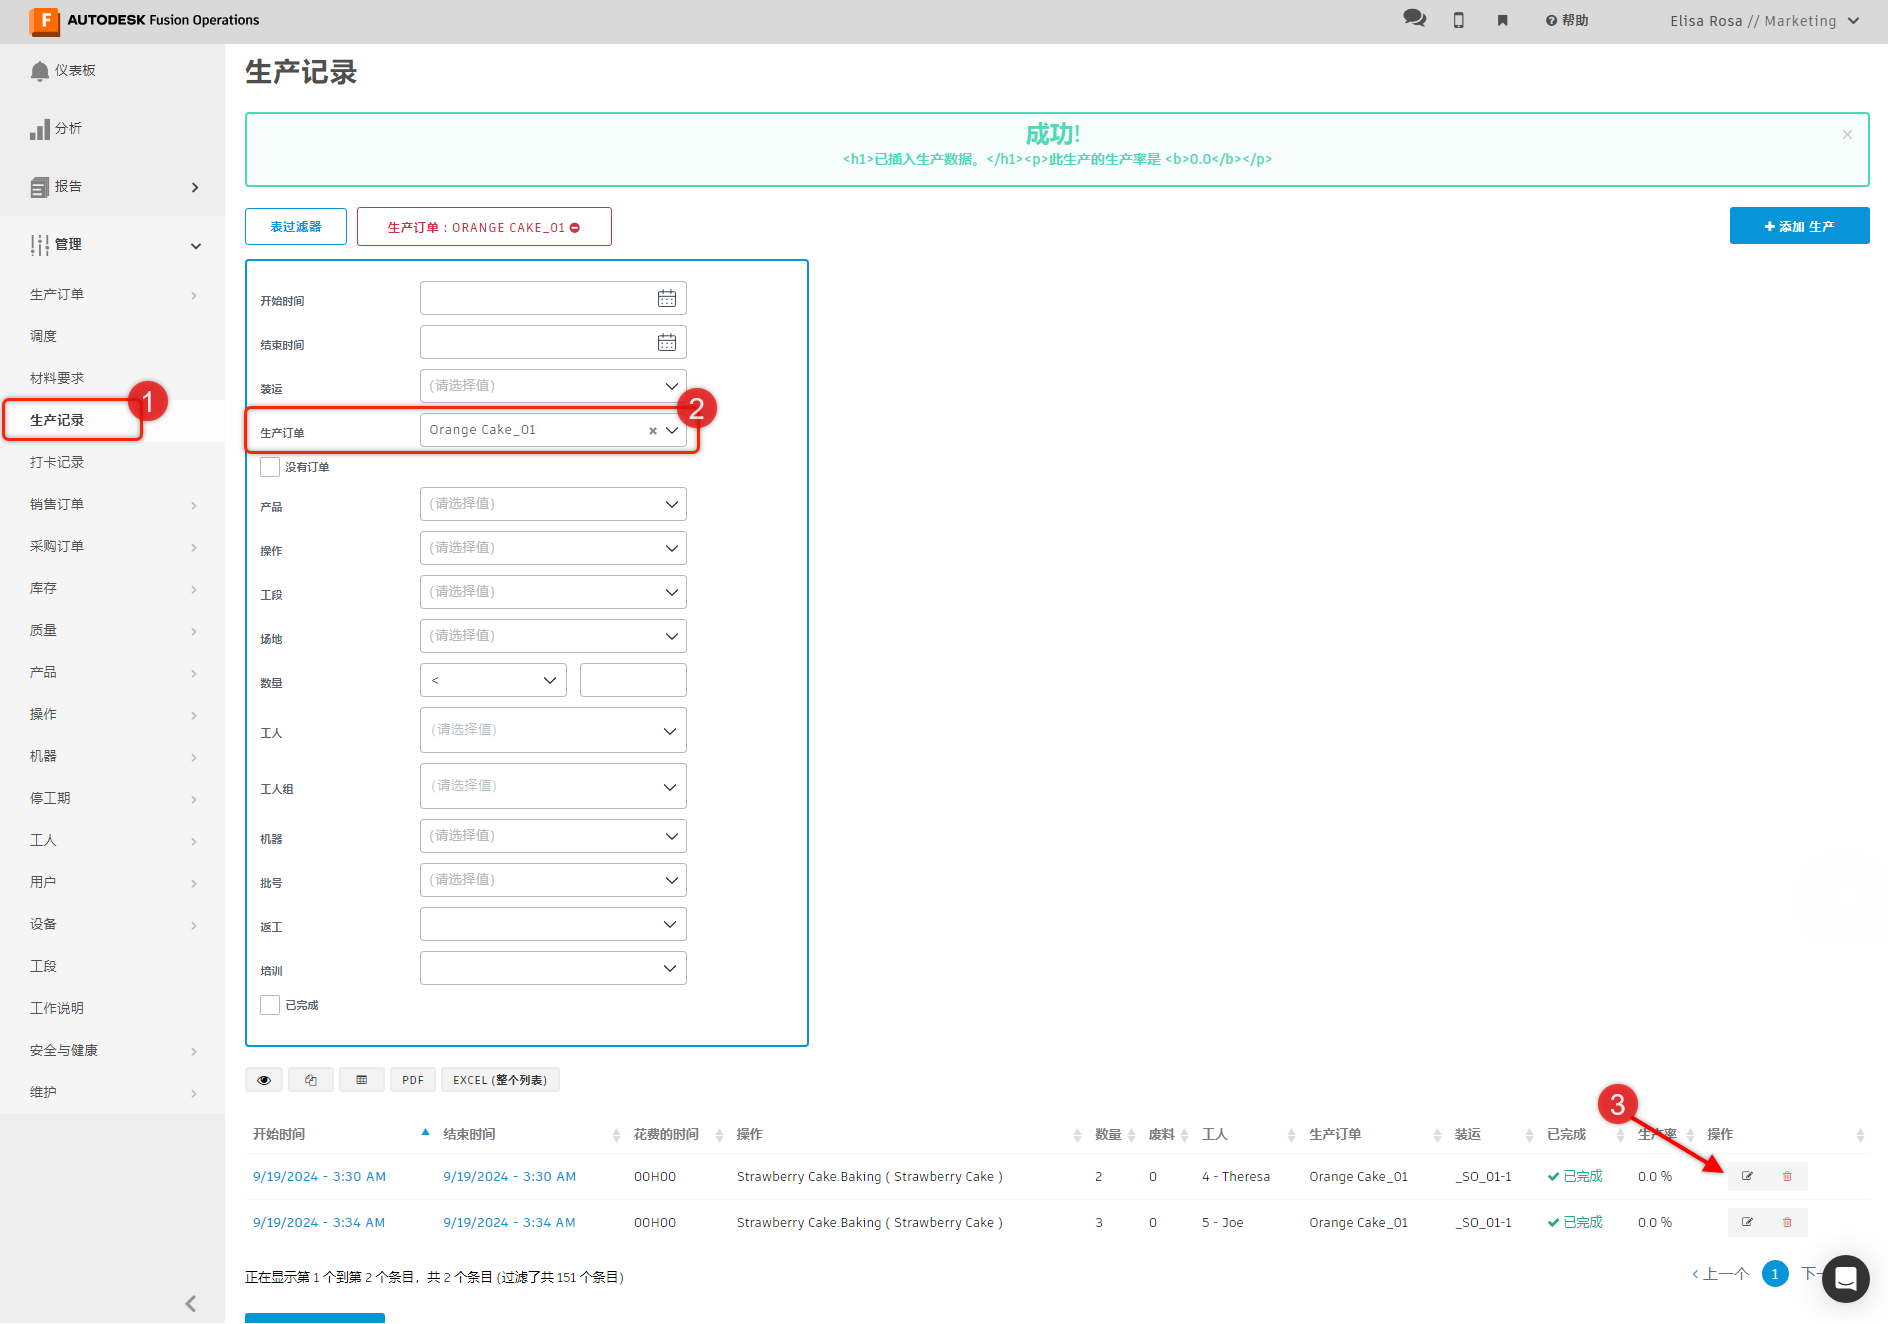 F AUTODESK Fusion Operations
帮助
Elisa Rosa // Marketing
仪表板
分析
报告
管理
生产订单
调度
材料要求
生产记录
1
打卡记录
销售订单
采购订单
库存
质量
产品
操作
机器
停工期
工人
用户
设备
工段
工作说明
安全与健康
维护
生产记录
成功!
<h1>已插入生产数据。</h1><p>此生产的生产率是 <b>0.0</b></p>
表过滤器
生产订单 : ORANGE CAKE_01
添加 生产
开始时间
结束时间
装运 (请选择值)
2
生产订单 Orange Cake_01
没有订单
产品 (请选择值)
操作 (请选择值)
工段 (请选择值)
场地 (请选择值)
数量 <
工人 (请选择值)
工人组 (请选择值)
机器 (请选择值)
批号 (请选择值)
返工
培训
已完成
PDF EXCEL (整个列表)
3
开始时间 结束时间 花费的时间 操作 数量 废料 工人 生产订单 装运 已完成 生产率 操作
9/19/2024 - 3:30 AM 9/19/2024 - 3:30 AM 00H00 Strawberry Cake.Baking ( Strawberry Cake ) 2 0 4 - Theresa Orange Cake_01 _SO_01-1 已完成 0.0 %
9/19/2024 - 3:34 AM 9/19/2024 - 3:34 AM 00H00 Strawberry Cake.Baking ( Strawberry Cake ) 3 0 5 - Joe Orange Cake_01 _SO_01-1 已完成 0.0 %
正在显示第 1 个到第 2 个条目，共 2 个条目 (过滤了共 151 个条目)
上一个 1 下一